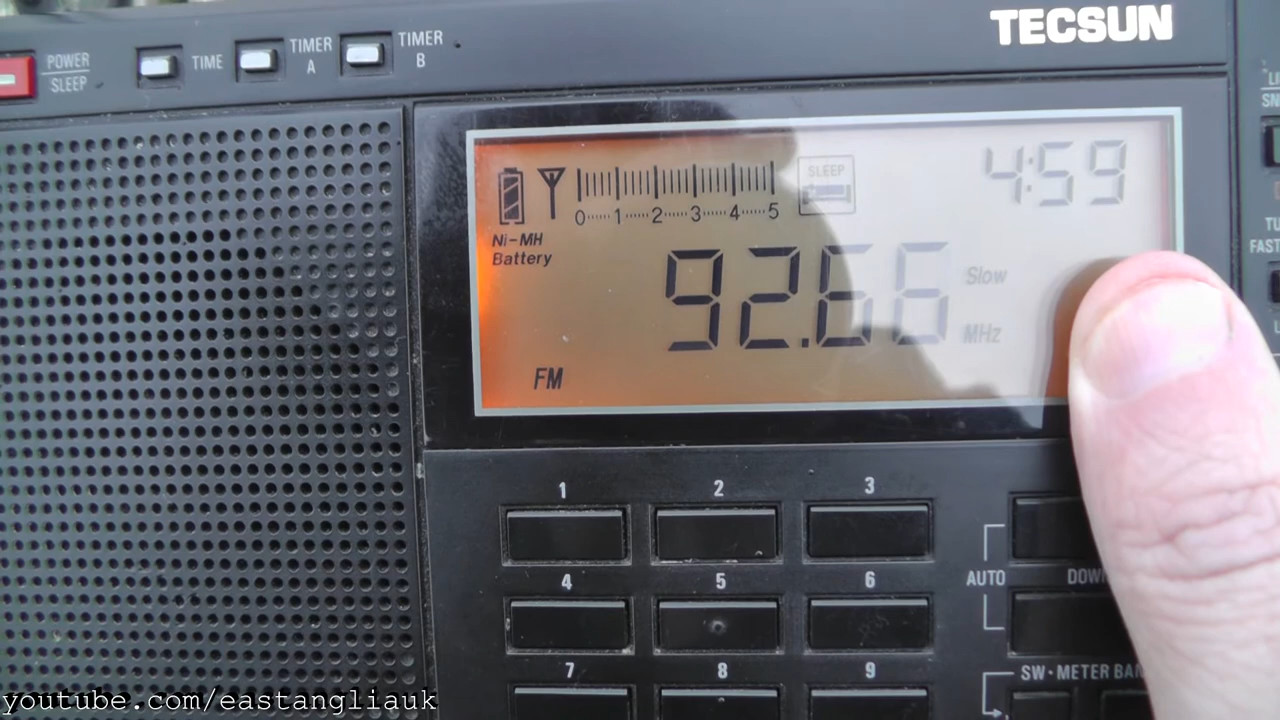 TECSUN
POWER
SLEEP
TIME
TIMER
A
TIMER
B
SLEEP
4:59
0 1 2 3 4 5
Ni-MH
Battery
92.66
Slow
MHz
FM
1 2 3
4 5 6
AUTO
7 8 9
SW·METER
youtube.com/eastangliauk